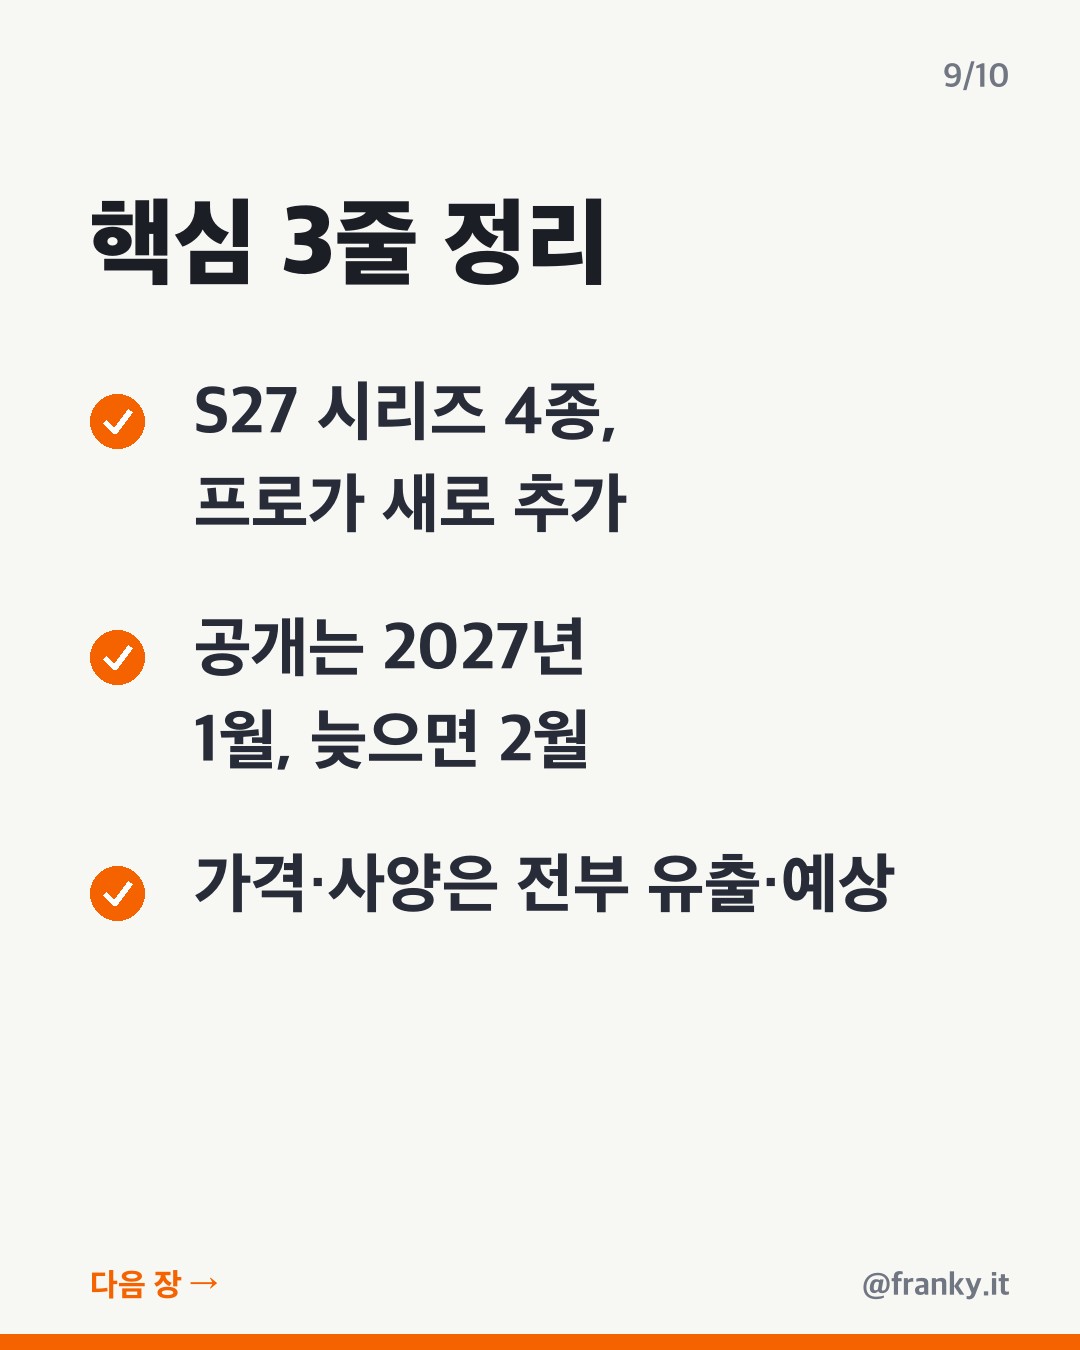 9/10
핵심 3줄 정리
S27 시리즈 4종,
프로가 새로 추가
공개는 2027년
1월, 늦으면 2월
가격·사양은 전부 유출·예상
다음 장 →
@franky.it